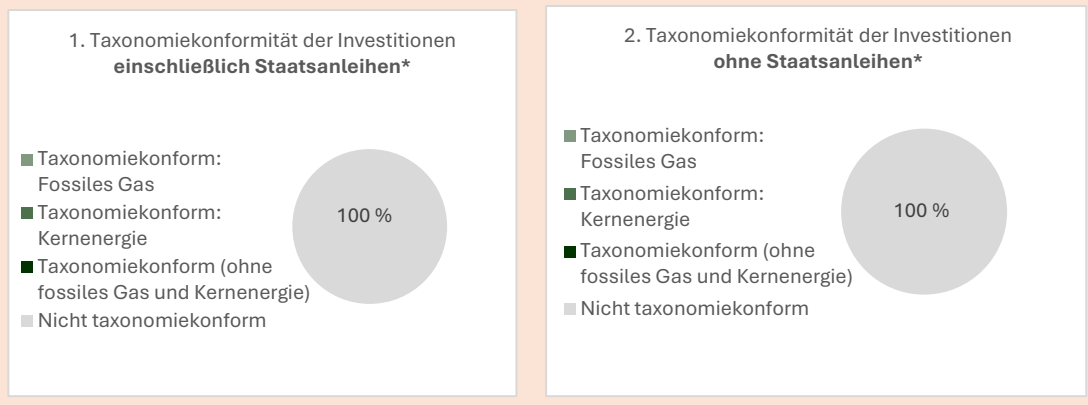 1. Taxonomiekonformität der Investitionen
einschließlich Staatsanleihen*
Taxonomiekonform:
Fossiles Gas
Taxonomiekonform:
Kernenergie
Taxonomiekonform (ohne
fossiles Gas und Kernenergie)
Nicht taxonomiekonform
100 %
2. Taxonomiekonformität der Investitionen
ohne Staatsanleihen*
Taxonomiekonform:
Fossiles Gas
Taxonomiekonform:
Kernenergie
Taxonomiekonform (ohne
fossiles Gas und Kernenergie)
Nicht taxonomiekonform
100 %